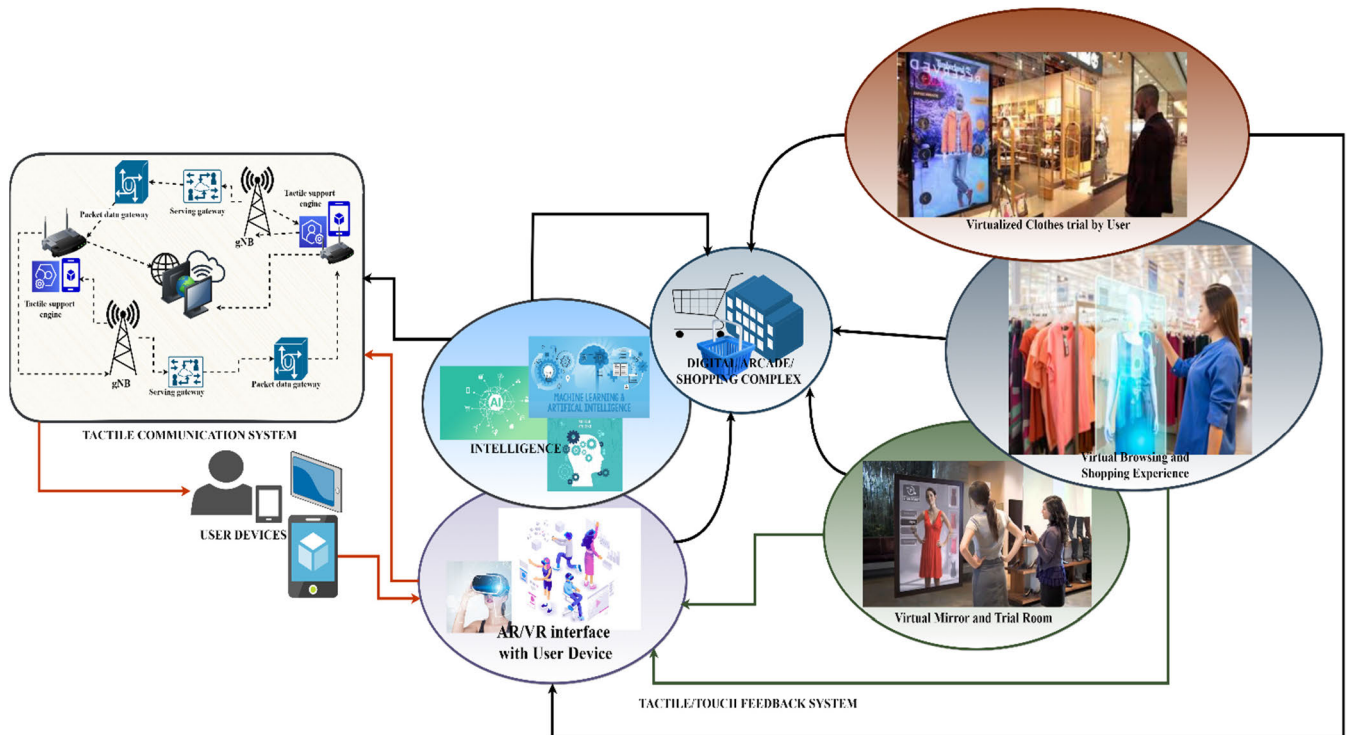 Virtualized Clothes trial by User
Packet data gateway
Serving gateway
gNB
Tactile support
engine
Tactile support
engine
gNB
Serving gateway
Packet data gateway
TACTILE COMMUNICATION SYSTEM
DIGITAL/ARCADE/
SHOPPING COMPLEX
AI
MACHINE LEARNING &
ARTIFICAL INTELLIGENCE
INTELLIGENCE
Virtual Browsing and
Shopping Experience
USER DEVICES
Virtual Mirror and Trial Room
AR/VR interface
with User Device
TACTILE/TOUCH FEEDBACK SYSTEM
RESERVED